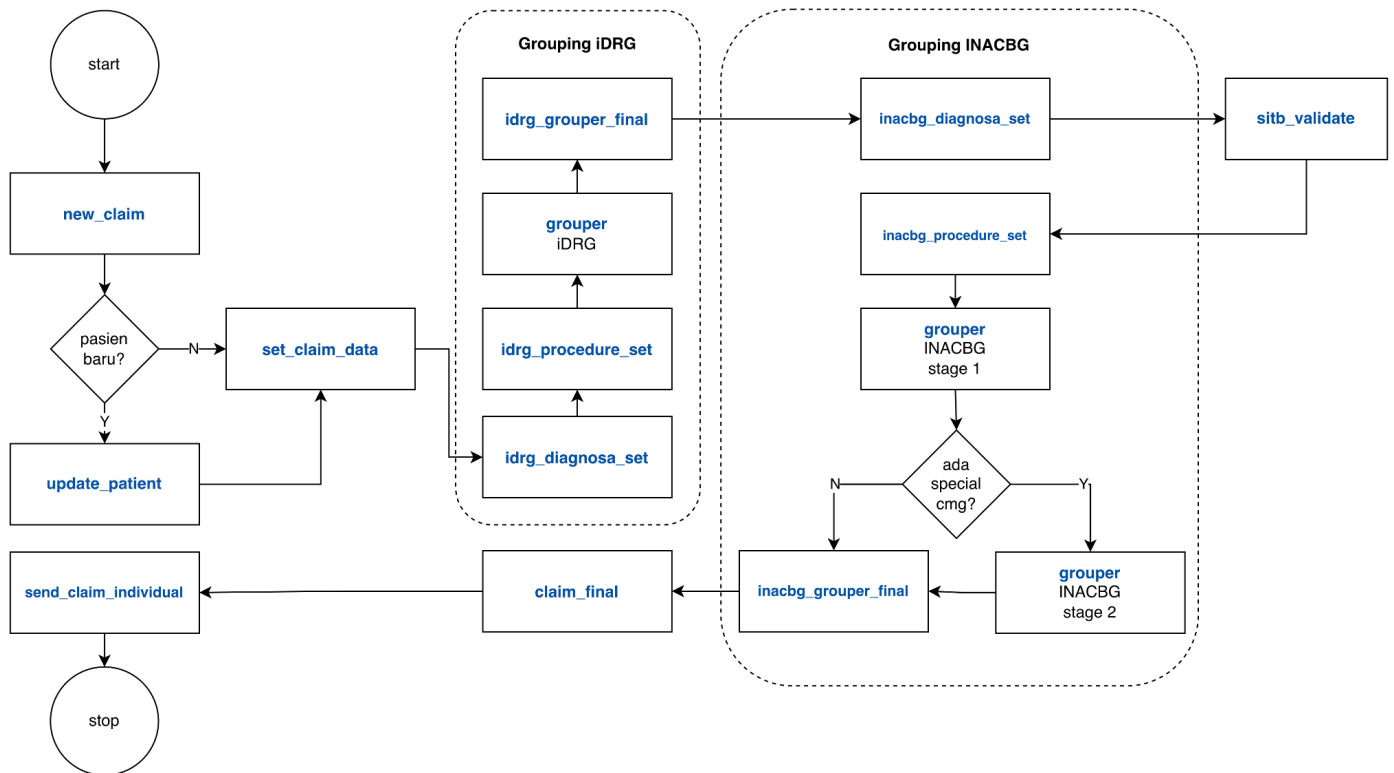 start
new_claim
pasien
baru?
N
Y
update_patient
set_claim_data
Grouping iDRG
idrg_grouper_final
grouper
iDRG
idrg_procedure_set
idrg_diagnosa_set
Grouping INACBG
inacbg_diagnosa_set
sitb_validate
inacbg_procedure_set
grouper
INACBG
stage 1
ada
special
cmg?
N
Y
grouper
INACBG
stage 2
inacbg_grouper_final
claim_final
send_claim_individual
stop